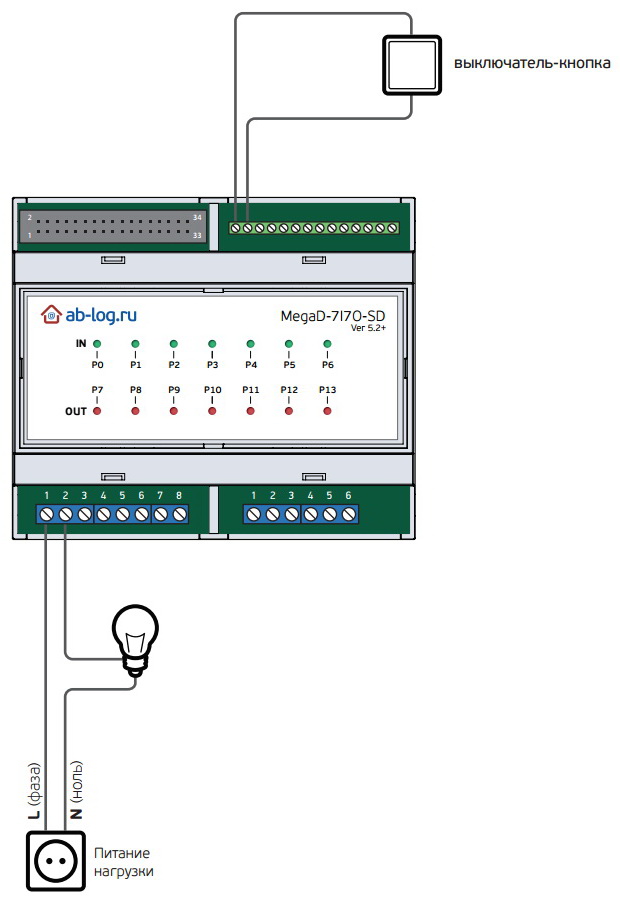 выключатель-кнопка
2 34
1 33
@ ab-log.ru
MegaD-7I7O-SD
Ver 5.2+
IN
P0 P1 P2 P3 P4 P5 P6
P7 P8 P9 P10 P11 P12 P13
OUT
1 2 3 4 5 6 7 8
1 2 3 4 5 6
L (фаза)
N (ноль)
Питание
нагрузки